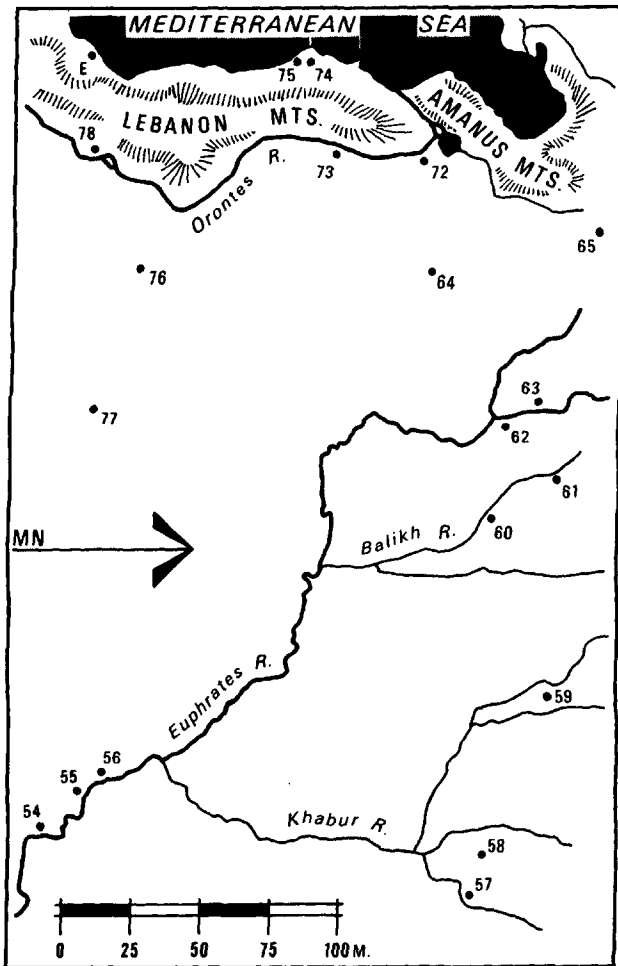 MEDITERRANEAN SEA
E
75 74
LEBANON MTS.
AMANUS MTS.
78
Orontes R.
73
72
65
76
64
77
63
62
61
60
MN
Balikh R.
Euphrates R.
59
56
55
54
Khabur R.
58
57
0 25 50 75 100 M.